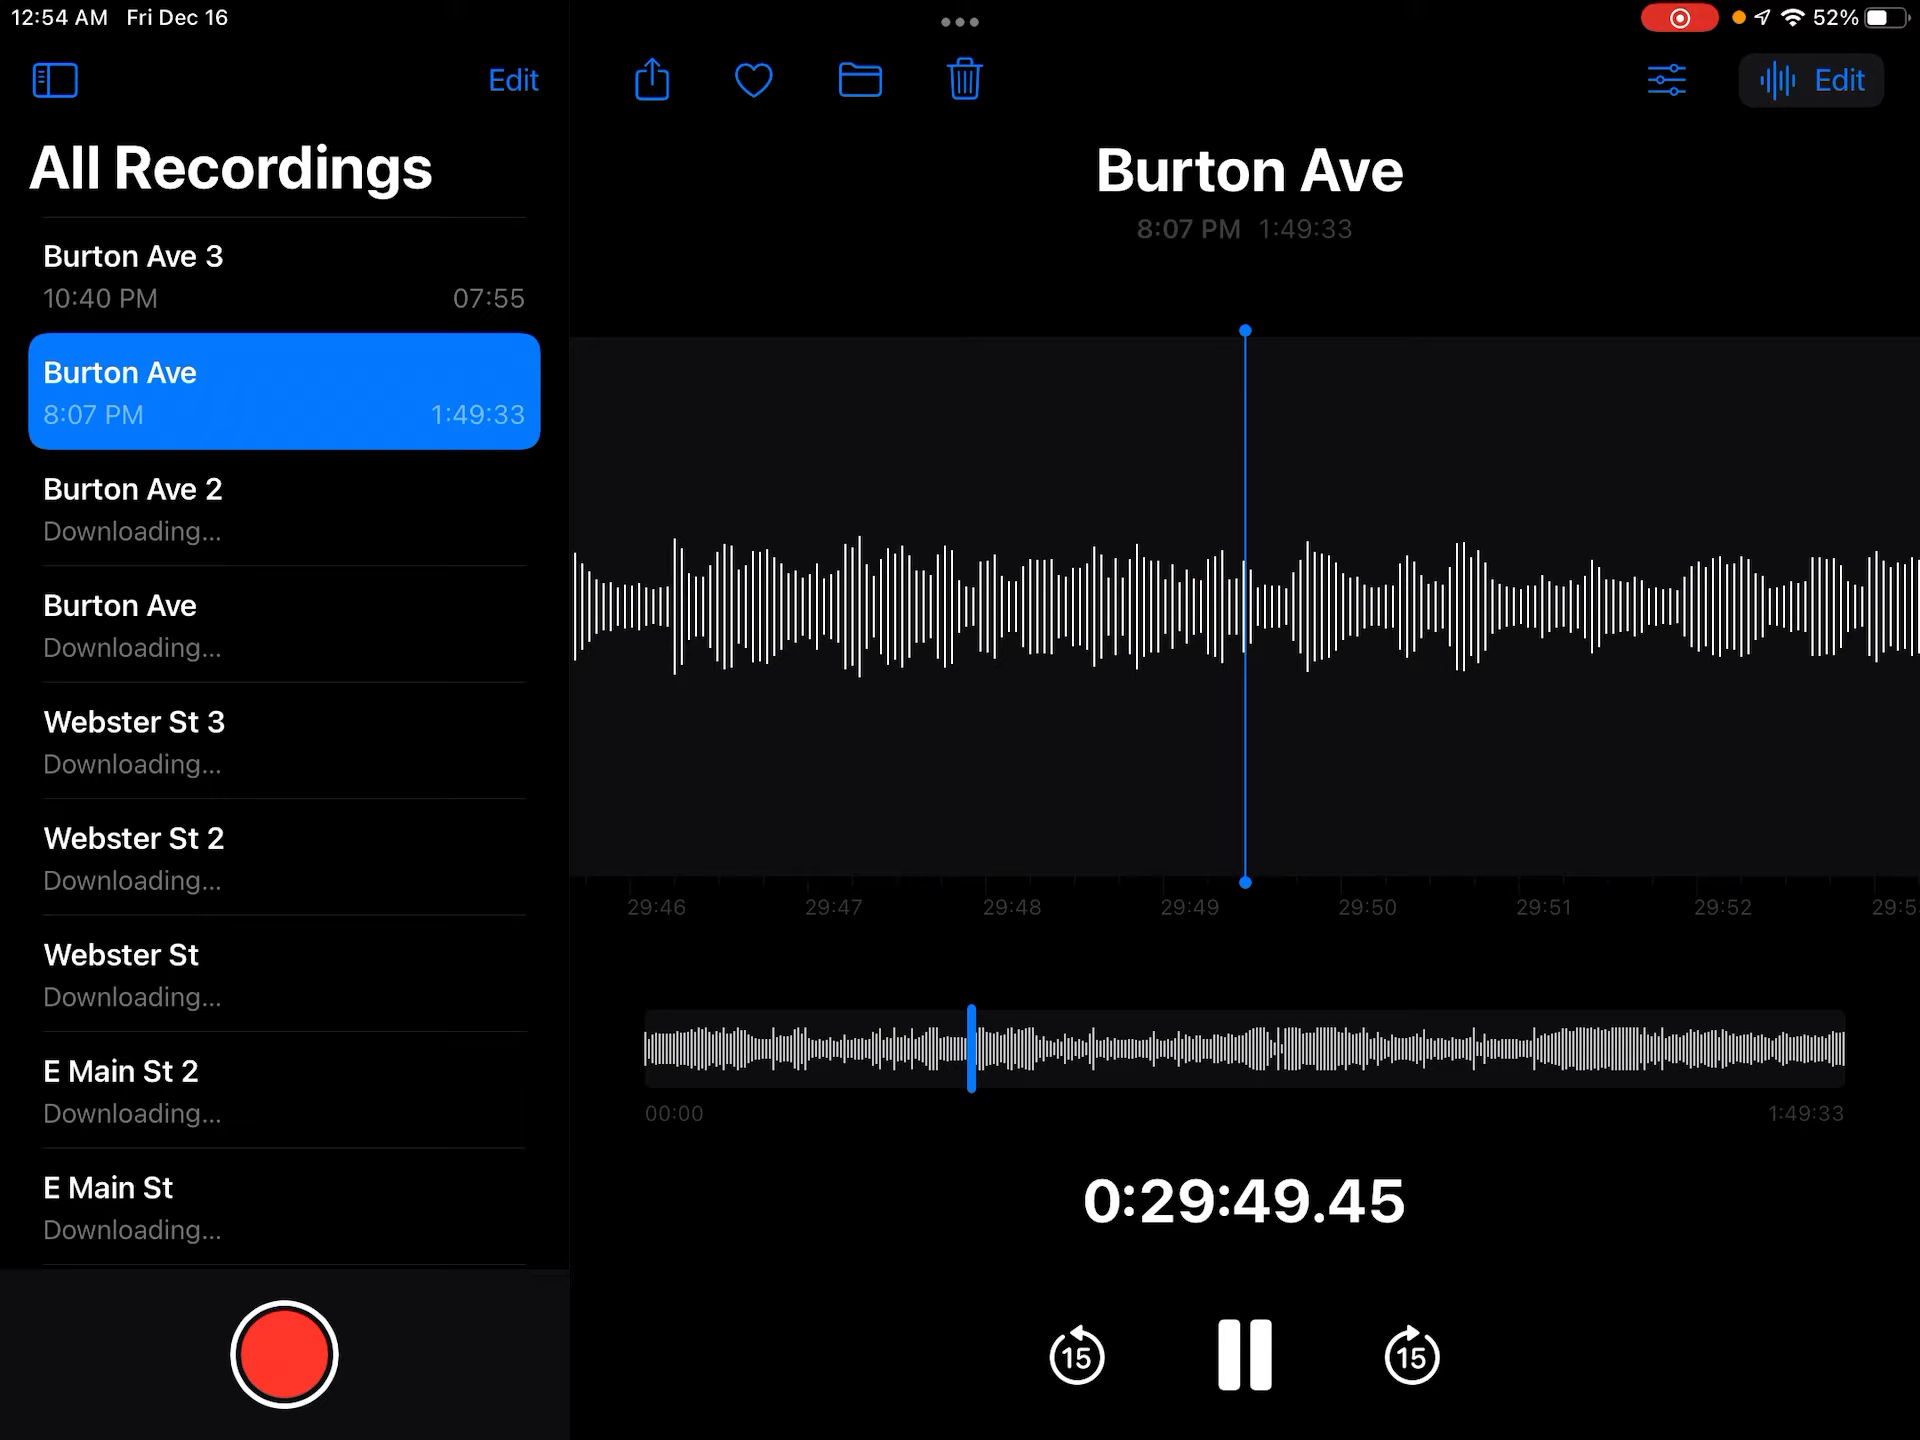 12:54 AM Fri Dec 16
52%
Edit
All Recordings
Burton Ave 3
10:40 PM 07:55
Burton Ave
8:07 PM 1:49:33
Burton Ave 2
Downloading...
Burton Ave
Downloading...
Webster St 3
Downloading...
Webster St 2
Downloading...
Webster St
Downloading...
E Main St 2
Downloading...
E Main St
Downloading...
Edit
Burton Ave
8:07 PM 1:49:33
29:46 29:47 29:48 29:49 29:50 29:51 29:52 29:5
00:00 1:49:33
0:29:49.45
15 15